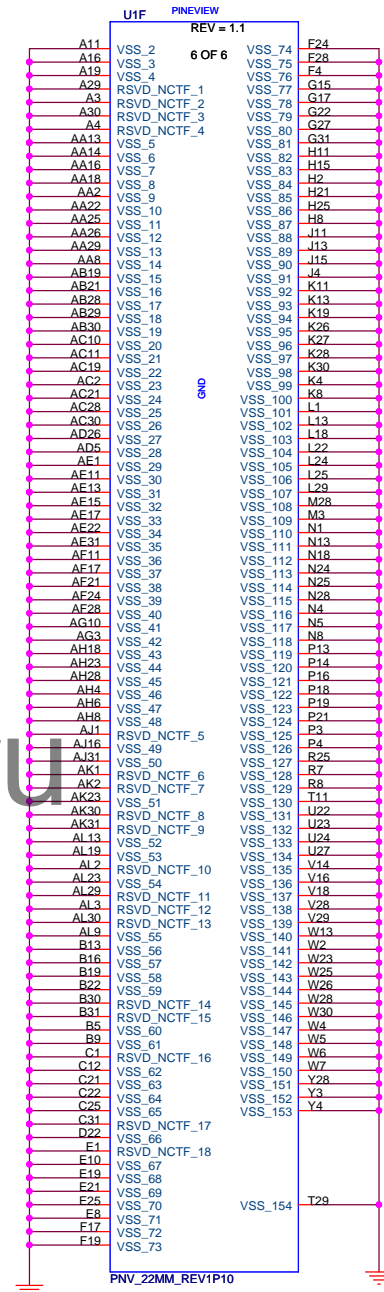 U1F PINEVIEW
REV = 1.1
6 OF 6
A11 VSS_2 VSS_74 F24
A16 VSS_3 VSS_75 F28
A19 VSS_4 VSS_76 F4
A29 RSVD_NCTF_1 VSS_77 G15
A3 RSVD_NCTF_2 VSS_78 G17
A30 RSVD_NCTF_3 VSS_79 G22
A4 RSVD_NCTF_4 VSS_80 G27
AA13 VSS_5 VSS_81 G31
AA14 VSS_6 VSS_82 H11
AA16 VSS_7 VSS_83 H15
AA18 VSS_8 VSS_84 H2
AA2 VSS_9 VSS_85 H21
AA22 VSS_10 VSS_86 H25
AA25 VSS_11 VSS_87 H8
AA26 VSS_12 VSS_88 J11
AA29 VSS_13 VSS_89 J13
AA8 VSS_14 VSS_90 J15
AB19 VSS_15 VSS_91 J4
AB21 VSS_16 VSS_92 K11
AB28 VSS_17 VSS_93 K13
AB29 VSS_18 VSS_94 K19
AB30 VSS_19 VSS_95 K26
AC10 VSS_20 VSS_96 K27
AC11 VSS_21 VSS_97 K28
AC19 VSS_22 VSS_98 K30
AC2 VSS_23 VSS_99 K4
AC21 VSS_24 VSS_100 K8
AC28 VSS_25 VSS_101 L1
AC30 VSS_26 VSS_102 L13
AD26 VSS_27 VSS_103 L18
AD5 VSS_28 VSS_104 L22
AE1 VSS_29 VSS_105 L24
AE11 VSS_30 VSS_106 L25
AE13 VSS_31 VSS_107 L29
AE15 VSS_32 VSS_108 M28
AE17 VSS_33 VSS_109 M3
AE22 VSS_34 VSS_110 N1
AE31 VSS_35 VSS_111 N13
AF11 VSS_36 VSS_112 N18
AF17 VSS_37 VSS_113 N24
AF21 VSS_38 VSS_114 N25
AF24 VSS_39 VSS_115 N28
AF28 VSS_40 VSS_116 N4
AG10 VSS_41 VSS_117 N5
AG3 VSS_42 VSS_118 N8
AH18 VSS_43 VSS_119 P13
AH23 VSS_44 VSS_120 P14
AH28 VSS_45 VSS_121 P16
AH4 VSS_46 VSS_122 P18
AH6 VSS_47 VSS_123 P19
AH8 VSS_48 VSS_124 P21
AJ1 RSVD_NCTF_5 VSS_125 P3
AJ16 VSS_49 VSS_126 P4
AJ31 VSS_50 VSS_127 R25
AK1 RSVD_NCTF_6 VSS_128 R7
AK2 RSVD_NCTF_7 VSS_129 R8
AK23 VSS_51 VSS_130 T11
AK30 RSVD_NCTF_8 VSS_131 U22
AK31 RSVD_NCTF_9 VSS_132 U23
AL13 VSS_52 VSS_133 U24
AL19 VSS_53 VSS_134 U27
AL2 RSVD_NCTF_10 VSS_135 V14
AL23 VSS_54 VSS_136 V16
AL29 RSVD_NCTF_11 VSS_137 V18
AL3 RSVD_NCTF_12 VSS_138 V28
AL30 RSVD_NCTF_13 VSS_139 V29
AL9 VSS_55 VSS_140 W13
B13 VSS_56 VSS_141 W2
B16 VSS_57 VSS_142 W23
B19 VSS_58 VSS_143 W25
B22 VSS_59 VSS_144 W26
B30 RSVD_NCTF_14 VSS_145 W28
B31 RSVD_NCTF_15 VSS_146 W30
B5 VSS_60 VSS_147 W4
B9 VSS_61 VSS_148 W5
C1 RSVD_NCTF_16 VSS_149 W6
C12 VSS_62 VSS_150 W7
C21 VSS_63 VSS_151 Y28
C22 VSS_64 VSS_152 Y3
C25 VSS_65 VSS_153 Y4
C31 RSVD_NCTF_17
D22 VSS_66
E1 RSVD_NCTF_18
E10 VSS_67
E19 VSS_68
E21 VSS_69
E25 VSS_70 VSS_154 T29
E8 VSS_71
F17 VSS_72
F19 VSS_73
GND
PNV_22MM_REV1P10